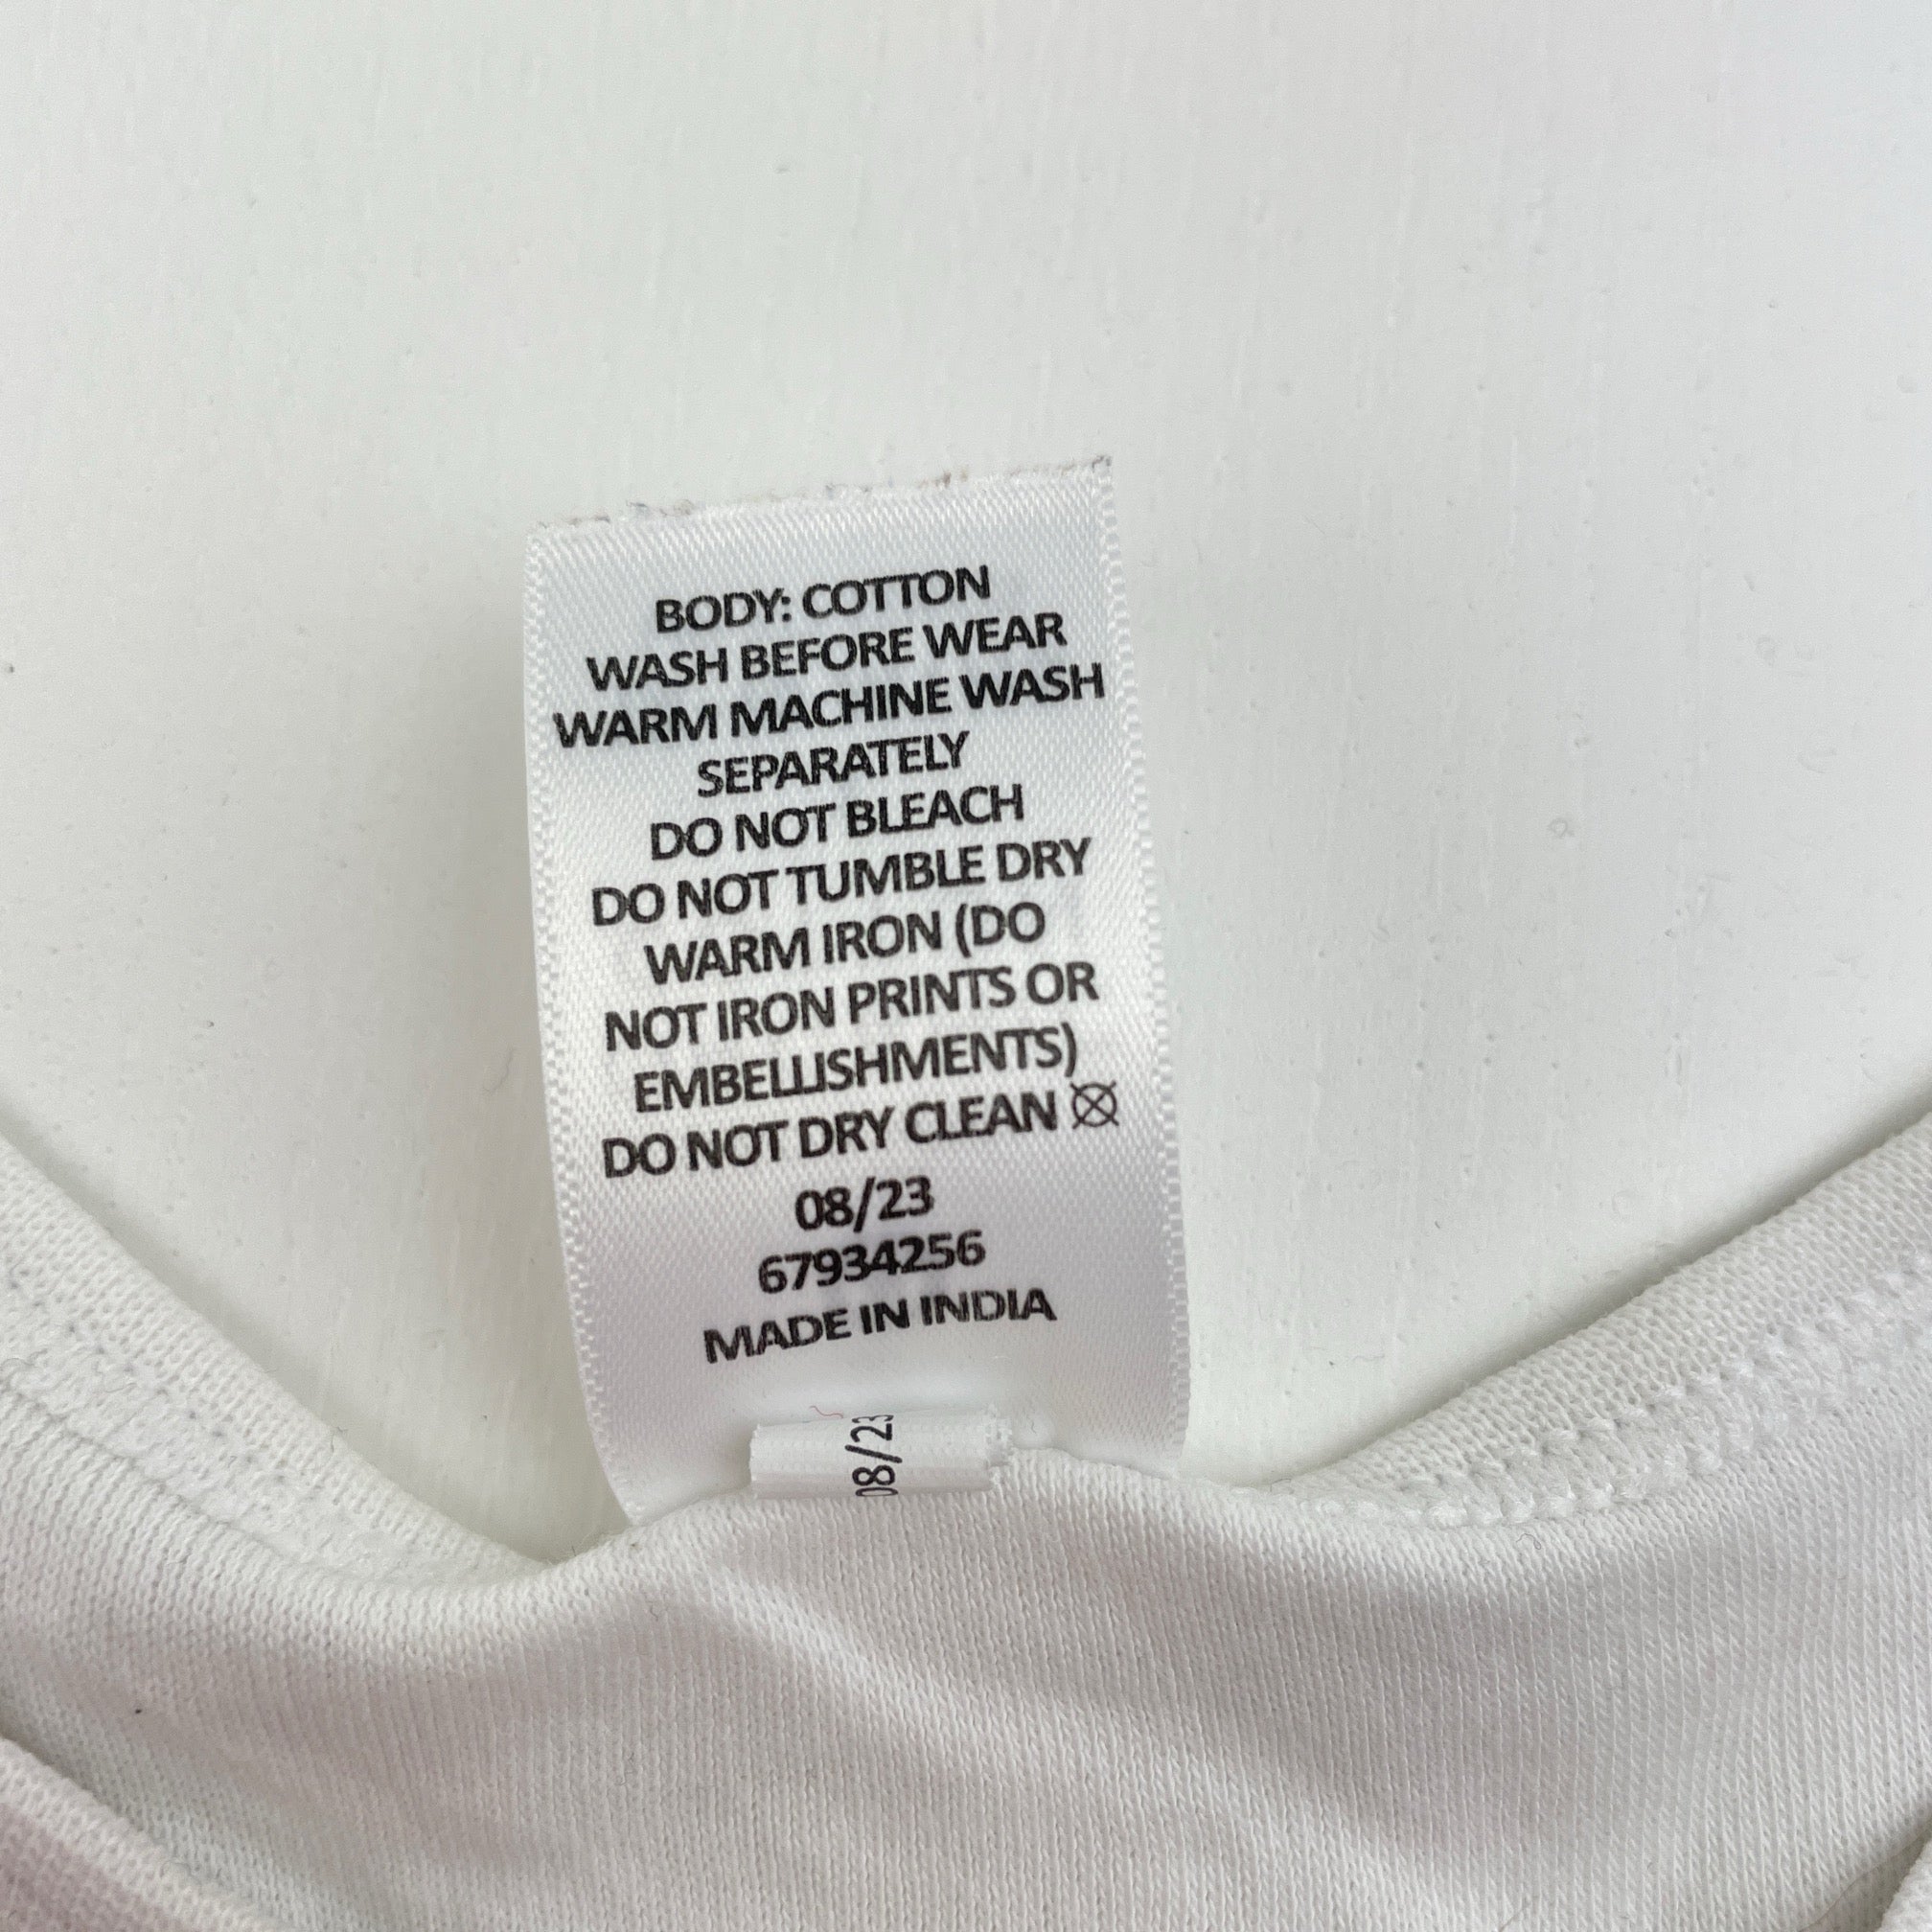 BODY: COTTON
WASH BEFORE WEAR
WARM MACHINE WASH
SEPARATELY
DO NOT BLEACH
DO NOT TUMBLE DRY
WARM IRON (DO
NOT IRON PRINTS OR
EMBELLISHMENTS)
DO NOT DRY CLEAN
08/23
67934256
MADE IN INDIA
08/23